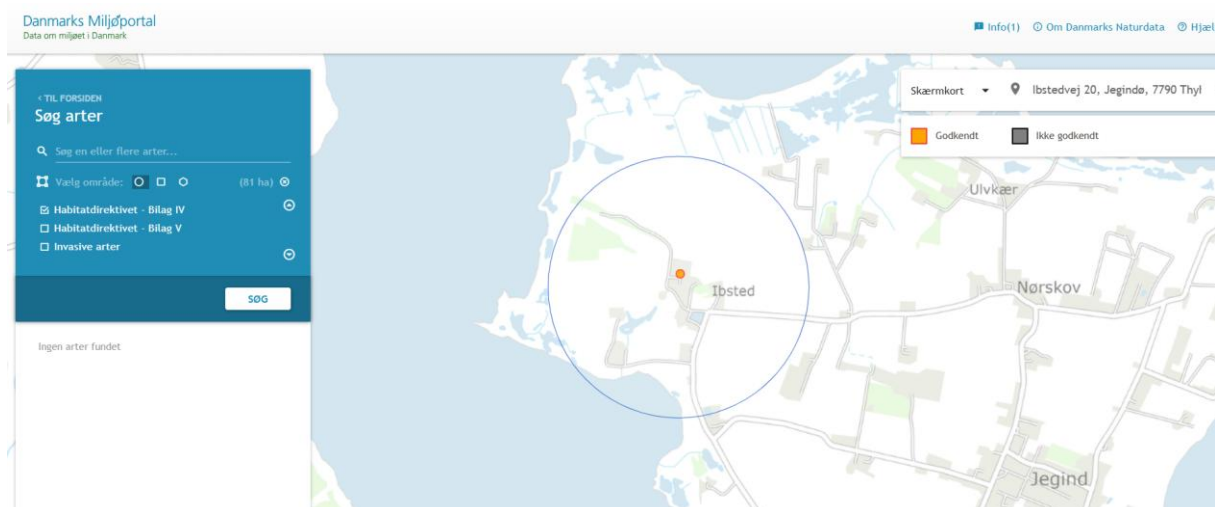 Danmarks Miljøportal
Data om miljøet i Danmark
Info(1) Om Danmarks Naturdata Hjæl
< TIL FORSIDEN
Søg arter
Søg en eller flere arter...
Vælg område: (81 ha)
Habitatdirektivet - Bilag IV
Habitatdirektivet - Bilag V
Invasive arter
SØG
Ingen arter fundet
Skærmkort Ibstedvej 20, Jegindø, 7790 Thyh
Godkendt Ikke godkendt
Ulvkær
Ibsted
Nørskov
Jegind